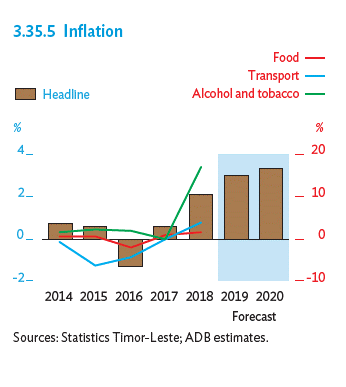 3.35.5 Inflation
Food
Transport
Alcohol and tobacco
Headline
% %
4 20
2 10
0 0
-2 -10
2014 2015 2016 2017 2018 2019 2020
Forecast
Sources: Statistics Timor-Leste; ADB estimates.